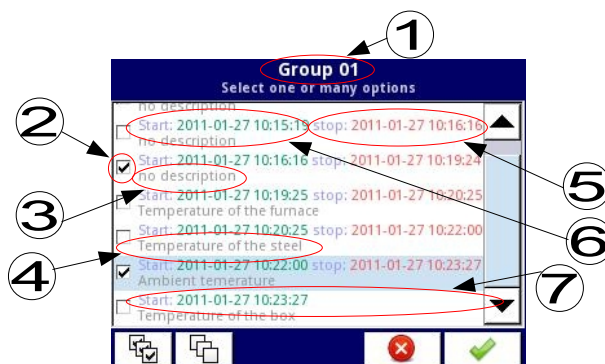 1
Group 01
Select one or many options
no description
2
Start: 2011-01-27 10:15:19 stop: 2011-01-27 10:16:16
no description
Start: 2011-01-27 10:16:16 stop: 2011-01-27 10:19:24
no description
5
3
Start: 2011-01-27 10:19:25 stop: 2011-01-27 10:20:25
Temperature of the furnace
6
Start: 2011-01-27 10:20:25 stop: 2011-01-27 10:22:00
Temperature of the steel
4
Start: 2011-01-27 10:22:00 stop: 2011-01-27 10:23:27
Ambient temerature
7
Start: 2011-01-27 10:23:27
Temperature of the box